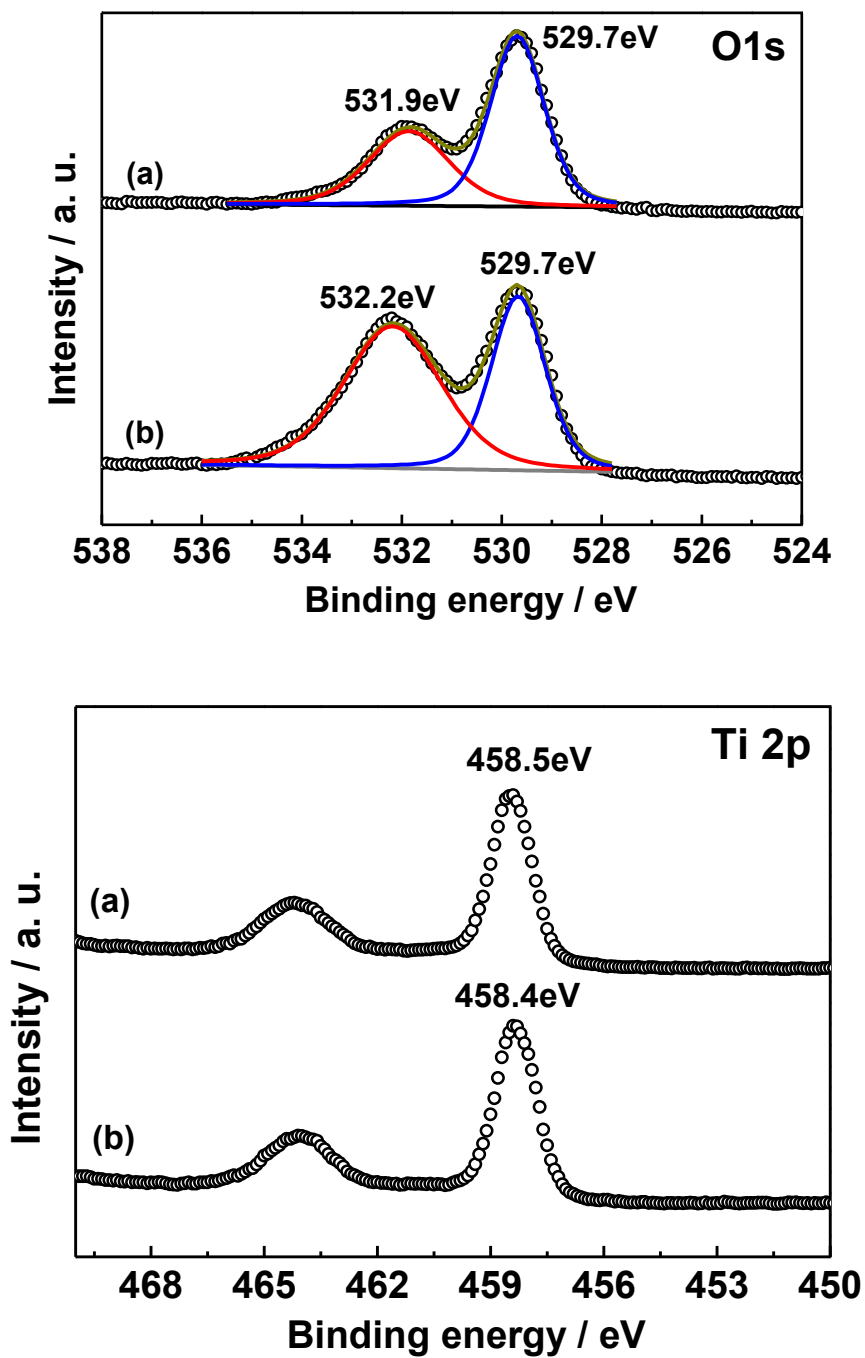 O1s
529.7eV
531.9eV
(a)
529.7eV
532.2eV
(b)
Intensity / a. u.
538 536 534 532 530 528 526 524
Binding energy / eV
Ti 2p
458.5eV
(a)
458.4eV
(b)
Intensity / a. u.
468 465 462 459 456 453 450
Binding energy / eV